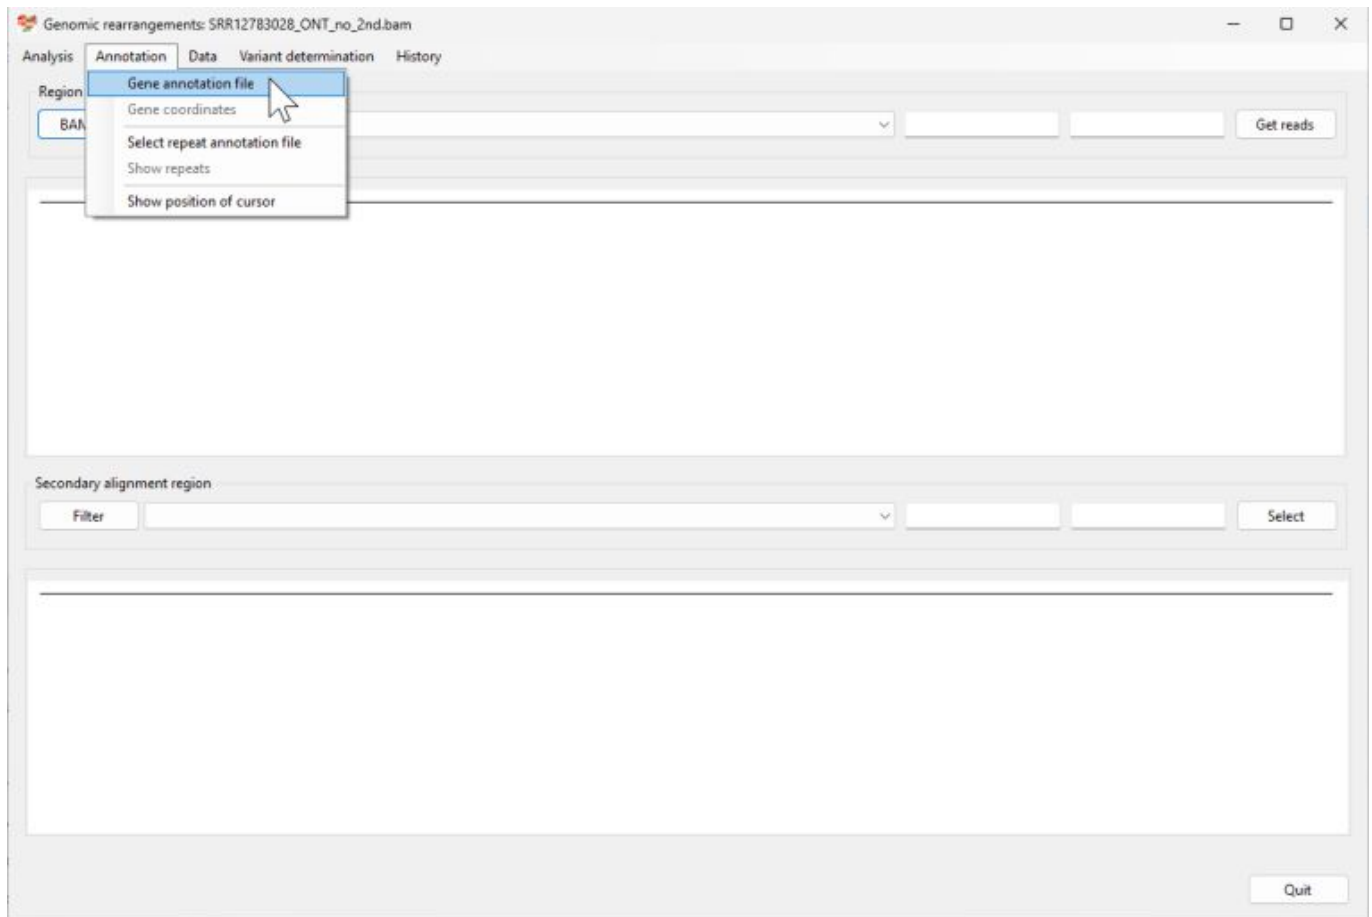 Genomic rearrangements: SRR12783028_ONT_no_2nd.bam
Analysis Annotation Data Variant determination History
Gene annotation file
Region
Gene coordinates
BAM Get reads
Select repeat annotation file
Show repeats
Show position of cursor
Secondary alignment region
Filter Select
Quit